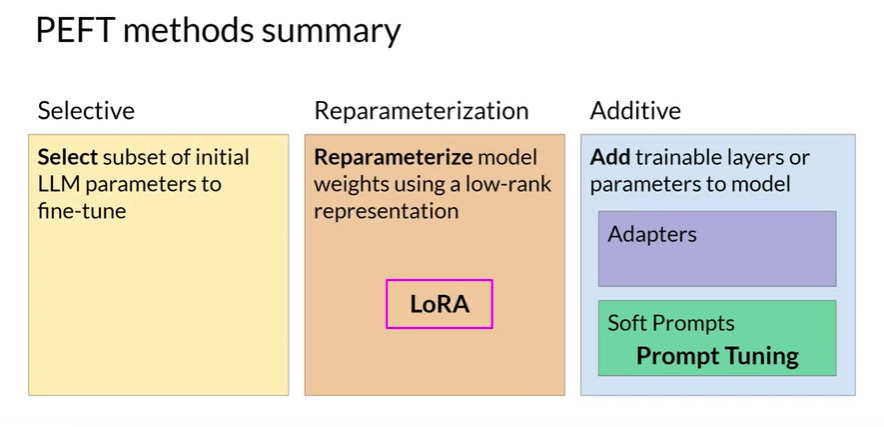 PEFT methods summary
Selective
Select subset of initial
LLM parameters to
fine-tune
Reparameterization
Reparameterize model
weights using a low-rank
representation
LoRA
Additive
Add trainable layers or
parameters to model
Adapters
Soft Prompts
Prompt Tuning